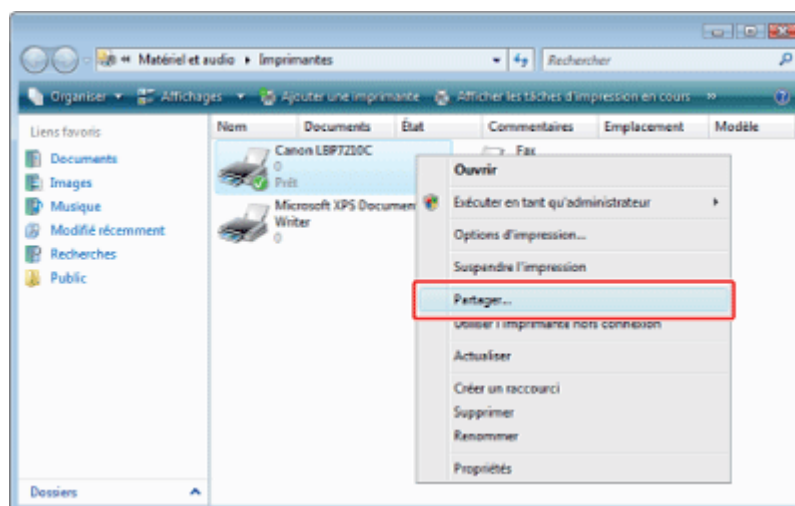 Matériel et audio Imprimantes Rechercher
Organiser Affichages Ajouter une imprimante Afficher les tâches d'impression en cours
Liens favoris
Documents
Images
Musique
Modifié récemment
Recherches
Public
Dossiers
Nom Documents État Commentaires Emplacement Modèle
Canon LBP7210C
0
Prêt
Fax
Microsoft XPS Document
Writer
0
Ouvrir
Exécuter en tant qu'administrateur
Options d'impression...
Suspendre l'impression
Partager...
Utiliser l'imprimante hors connexion
Actualiser
Créer un raccourci
Supprimer
Renommer
Propriétés